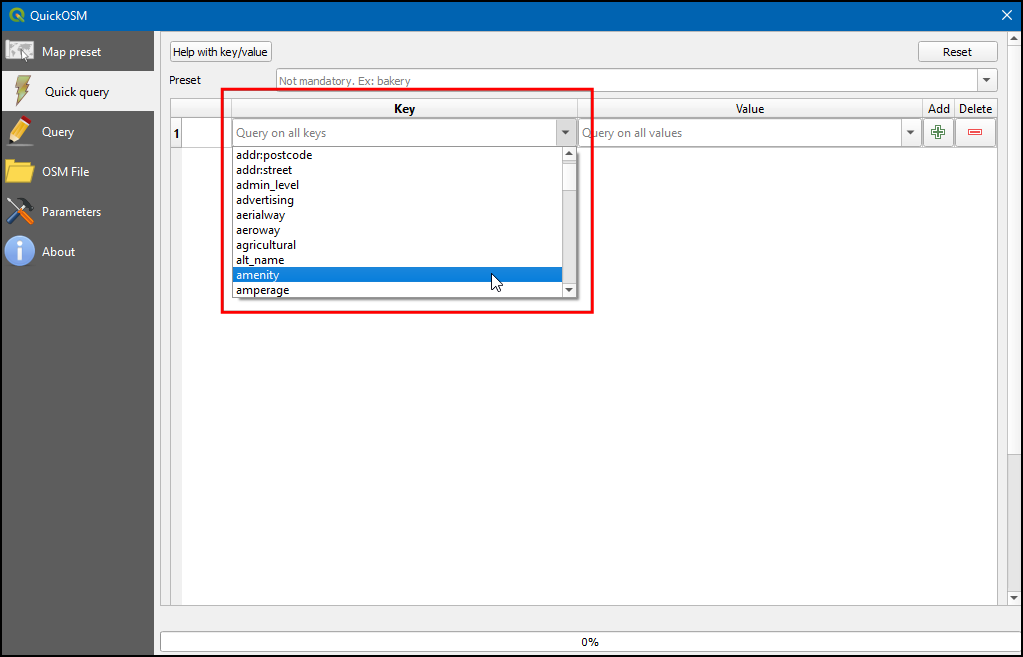 QuickOSM
Map preset
Quick query
Query
OSM File
Parameters
About
Help with key/value
Reset
Preset
Not mandatory. Ex: bakery
Key
Value
Add
Delete
1
Query on all keys
Query on all values
addr:postcode
addr:street
admin_level
advertising
aerialway
aeroway
agricultural
alt_name
amenity
amperage
0%